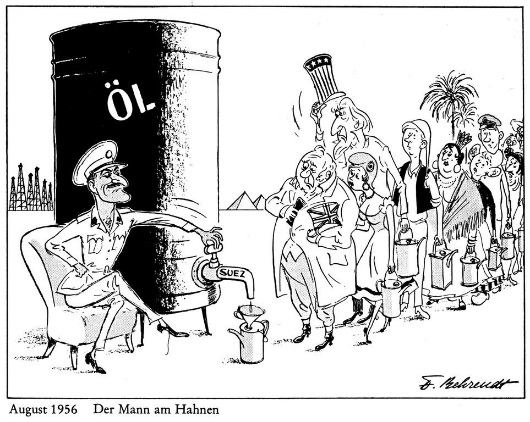 ÖL
SUEZ
F. Behrendt
August 1956 Der Mann am Hahnen